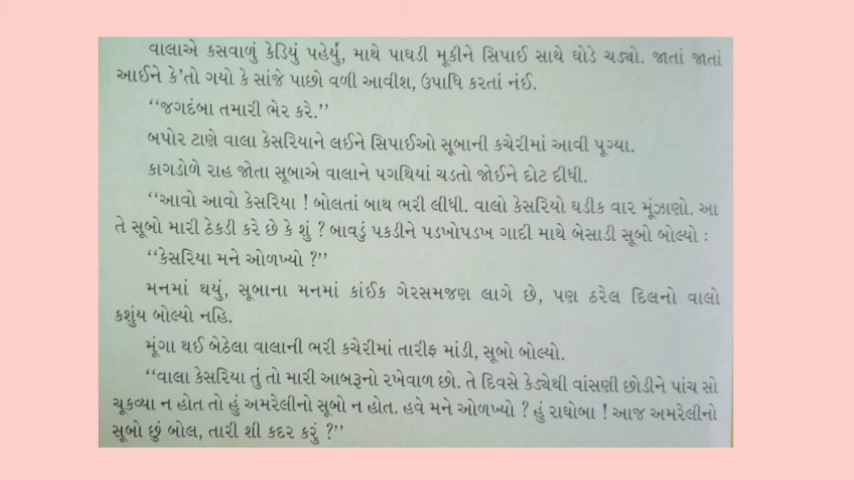 વાલાએ કસવાળું કેડિયું પહેર્યું, માથે પાઘડી મૂકીને સિપાઈ સાથે ઘોડે ચડ્યો. જાતાં જાતાં
આઈને કે'તો ગયો કે સાંજે પાછો વળી આવીશ, ઉપાધિ કરતાં નંઈ.
‘‘જગદંબા તમારી ભેર કરે.’’
બપોર ટાણે વાલા કેસરિયાને લઈને સિપાઈઓ સૂબાની કચેરીમાં આવી પૂગ્યા.
કાગડોળે રાહ જોતા સૂબાએ વાલાને પગથિયાં ચડતો જોઈને દોટ દીધી.
‘‘આવો આવો કેસરિયા ! બોલતાં બાથ ભરી લીધી. વાલો કેસરિયો ઘડીક વાર મૂંઝાણો. આ
તે સૂબો મારી ઠેકડી કરે છે કે શું ? બાવડું પકડીને પડખોપડખ ગાદી માથે બેસાડી સૂબો બોલ્યો :
‘‘કેસરિયા મને ઓળખ્યો ?’’
મનમાં થયું, સૂબાના મનમાં કાંઈક ગેરસમજણ લાગે છે, પણ ઠરેલ દિલનો વાલો
કશુંય બોલ્યો નહિ.
મૂંગા થઈ બેઠેલા વાલાની ભરી કચેરીમાં તારીફ માંડી, સૂબો બોલ્યો.
‘‘વાલા કેસરિયા તું તો મારી આબરૂનો રખેવાળ છો. તે દિવસે કેડ્યેથી વાંસણી છોડીને પાંચ સો
ચૂકવ્યા ન હોત તો હું અમરેલીનો સૂબો ન હોત. હવે મને ઓળખ્યો ? હું રાઘોબા ! આજ અમરેલીનો
સૂબો છું બોલ, તારી શી કદર કરું ?’’